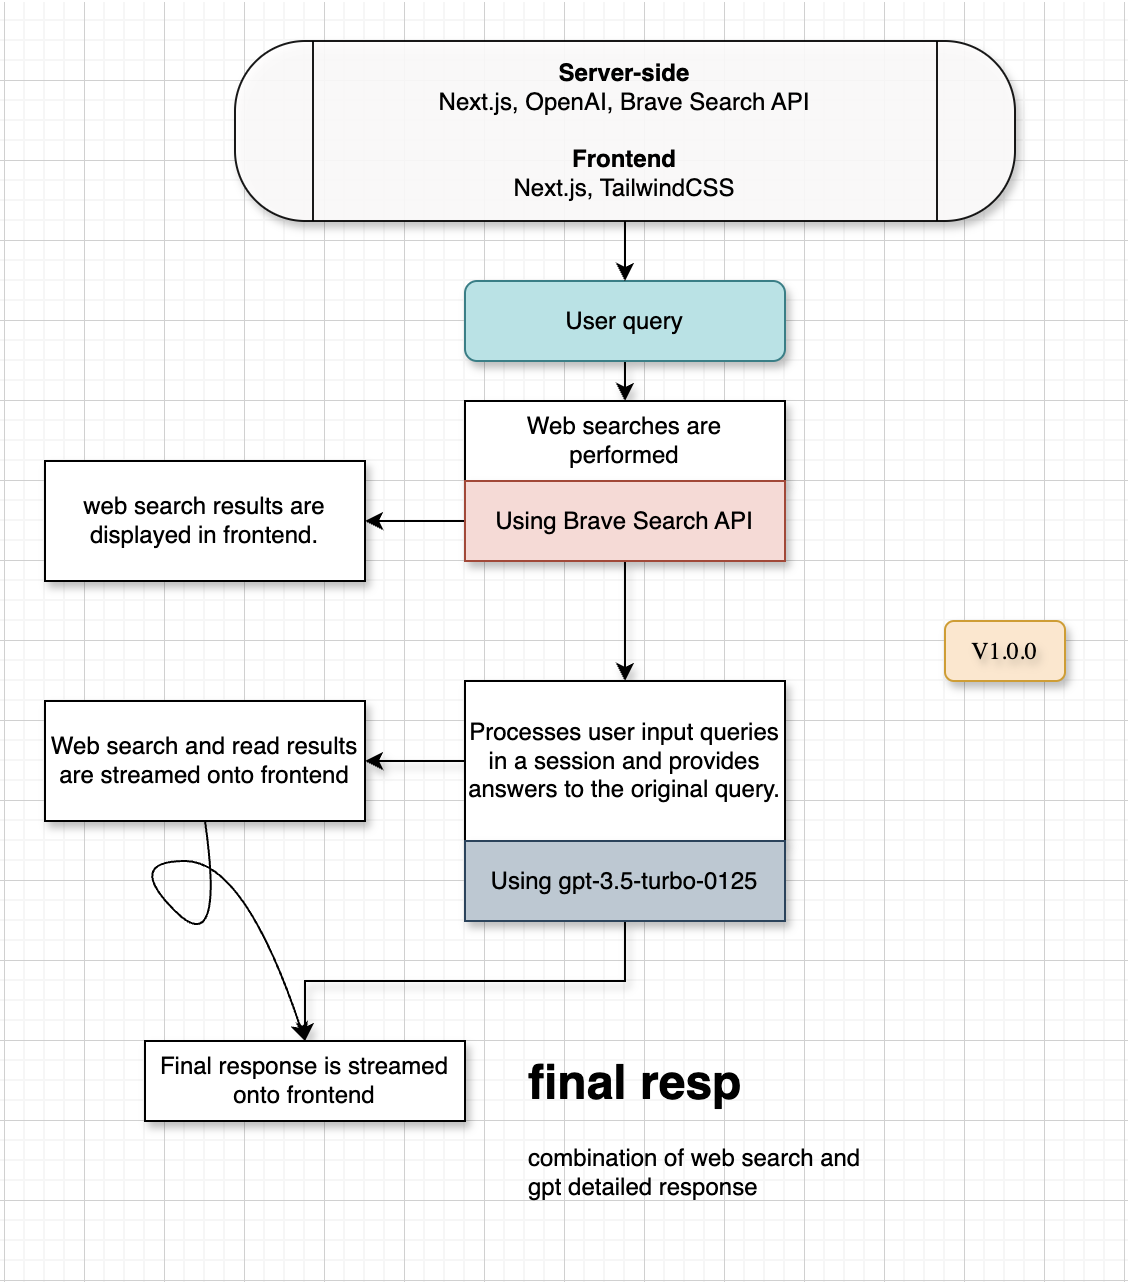 Server-side
Next.js, OpenAI, Brave Search API
Frontend
Next.js, TailwindCSS
User query
Web searches are
performed
Using Brave Search API
web search results are
displayed in frontend.
V1.0.0
Processes user input queries
in a session and provides
answers to the original query.
Using gpt-3.5-turbo-0125
Web search and read results
are streamed onto frontend
Final response is streamed
onto frontend
final resp
combination of web search and
gpt detailed response